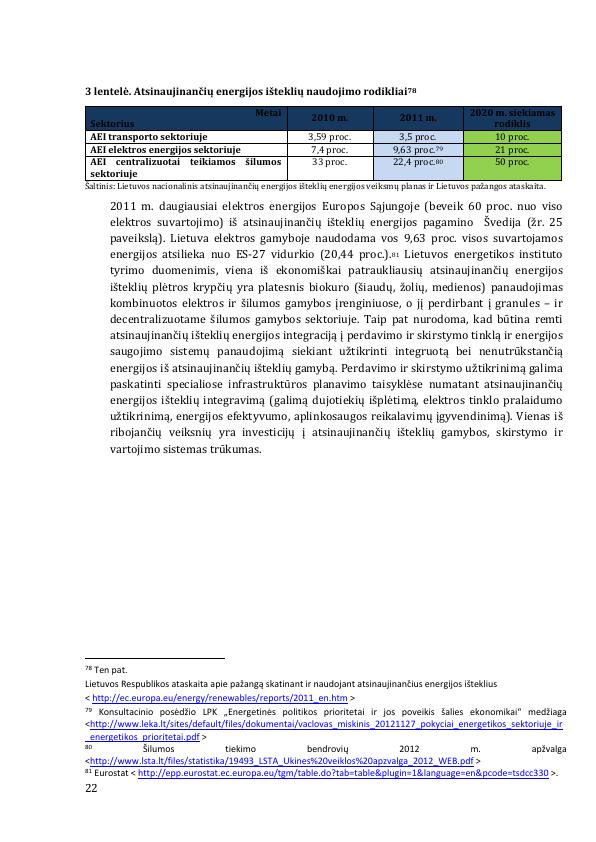 3 lentelė. Atsinaujinančių energijos išteklių naudojimo rodikliai78
Metai
Sektorius
2010 m.
2011 m.
2020 m. siekiamas
rodiklis
AEI transporto sektoriuje 3,59 proc. 3,5 proc. 10 proc.
AEI elektros energijos sektoriuje 7,4 proc. 9,63 proc.79 21 proc.
AEI centralizuotai teikiamos šilumos 33 proc. 22,4 proc.80 50 proc.
sektoriuje
Šaltinis: Lietuvos nacionalinis atsinaujinančių energijos išteklių energijos veiksmų planas ir Lietuvos pažangos ataskaita.
2011 m. daugiausiai elektros energijos Europos Sąjungoje (beveik 60 proc. nuo viso
elektros suvartojimo) iš atsinaujinančių išteklių energijos pagamino Švedija (žr. 25
paveikslą). Lietuva elektros gamyboje naudodama vos 9,63 proc. visos suvartojamos
energijos atsilieka nuo ES-27 vidurkio (20,44 proc.).81 Lietuvos energetikos instituto
tyrimo duomenimis, viena iš ekonomiškai patraukliausių atsinaujinančių energijos
išteklių plėtros krypčių yra platesnis biokuro (šiaudų, žolių, medienos) panaudojimas
kombinuotos elektros ir šilumos gamybos įrenginiuose, o jį perdirbant į granules – ir
decentralizuotame šilumos gamybos sektoriuje. Taip pat nurodoma, kad būtina remti
atsinaujinančių išteklių energijos integraciją į perdavimo ir skirstymo tinklą ir energijos
saugojimo sistemų panaudojimą siekiant užtikrinti integruotą bei nenutrūkstančią
energijos iš atsinaujinančių išteklių gamybą. Perdavimo ir skirstymo užtikrinimą galima
paskatinti specialiose infrastruktūros planavimo taisyklėse numatant atsinaujinančių
energijos išteklių integravimą (galimą dujotiekių išplėtimą, elektros tinklo pralaidumo
užtikrinimą, energijos efektyvumo, aplinkosaugos reikalavimų įgyvendinimą). Vienas iš
ribojančių veiksnių yra investicijų į atsinaujinančių išteklių gamybos, skirstymo ir
vartojimo sistemas trūkumas.
78 Ten pat.
Lietuvos Respublikos ataskaita apie pažangą skatinant ir naudojant atsinaujinančius energijos išteklius
< http://ec.europa.eu/energy/renewables/reports/2011_en.htm >
79 Konsultacinio posėdžio LPK „Energetinės politikos prioritetai ir jos poveikis šalies ekonomikai“ medžiaga
<http://www.leka.lt/sites/default/files/dokumentai/vaclovas_miskinis_20121127_pokyciai_energetikos_sektoriuje_ir
_energetikos_prioritetai.pdf >
80 Šilumos tiekimo bendrovių 2012 m. apžvalga
<http://www.lsta.lt/files/statistika/19493_LSTA_Ukines%20veiklos%20apzvalga_2012_WEB.pdf >
81 Eurostat < http://epp.eurostat.ec.europa.eu/tgm/table.do?tab=table&plugin=1&language=en&pcode=tsdcc330 >.
22